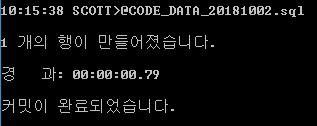 10:15:38 SCOTT>@CODE_DATA_20181002.sql
1 개의 행이 만들어졌습니다.
경   과: 00:00:00.79
커밋이 완료되었습니다.